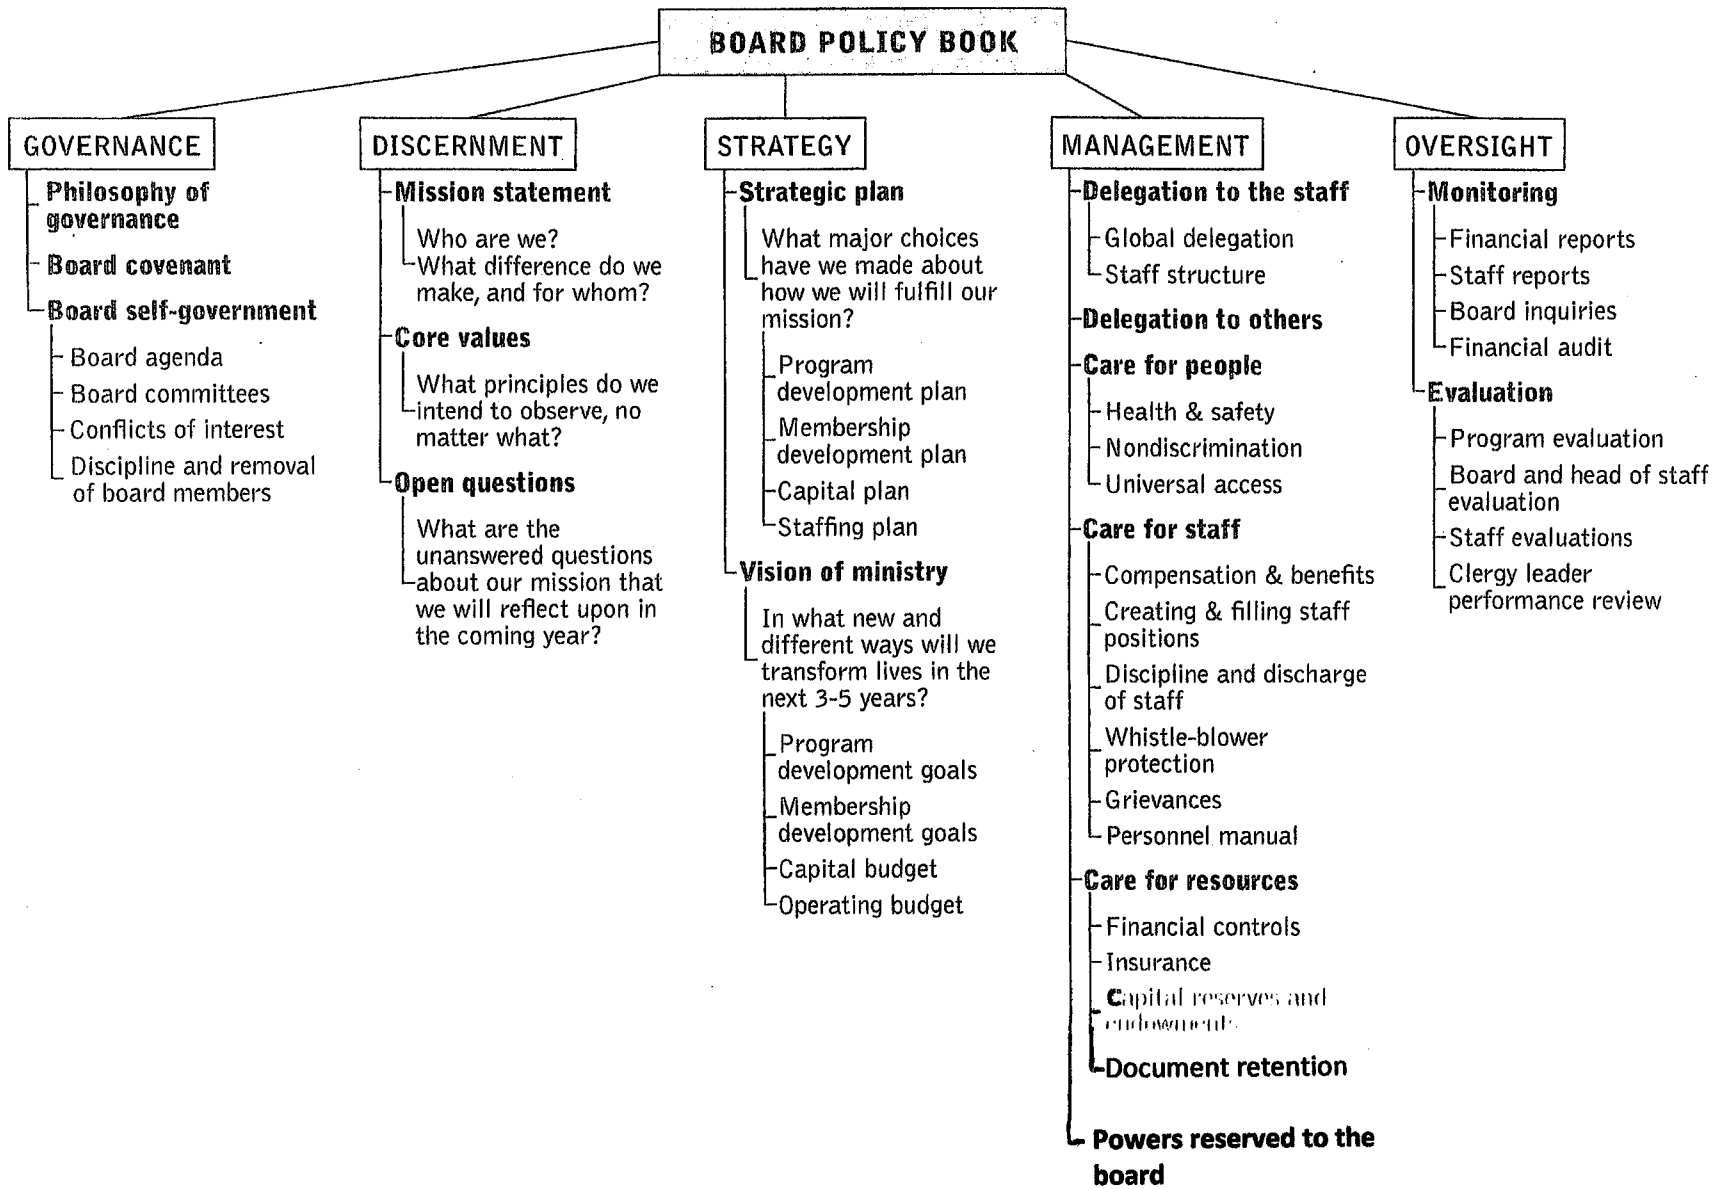 BOARD POLICY BOOK
GOVERNANCE
Philosophy of
governance
Board covenant
Board self-government
Board agenda
Board committees
Conflicts of interest
Discipline and removal
of board members
DISCERNMENT
Mission statement
Who are we?
What difference do we
make, and for whom?
Core values
What principles do we
intend to observe, no
matter what?
Open questions
What are the
unanswered questions
about our mission that
we will reflect upon in
the coming year?
STRATEGY
Strategic plan
What major choices
have we made about
how we will fulfill our
mission?
Program
development plan
Membership
development plan
Capital plan
Staffing plan
Vision of ministry
In what new and
different ways will we
transform lives in the
next 3-5 years?
Program
development goals
Membership
development goals
Capital budget
Operating budget
MANAGEMENT
Delegation to the staff
Global delegation
Staff structure
Delegation to others
Care for people
Health & safety
Nondiscrimination
Universal access
Care for staff
Compensation & benefits
Creating & filling staff
positions
Discipline and discharge
of staff
Whistle-blower
protection
Grievances
Personnel manual
Care for resources
Financial controls
Insurance
Capital reserves and
endowments
Document retention
Powers reserved to the
board
OVERSIGHT
Monitoring
Financial reports
Staff reports
Board inquiries
Financial audit
Evaluation
Program evaluation
Board and head of staff
evaluation
Staff evaluations
Clergy leader
performance review